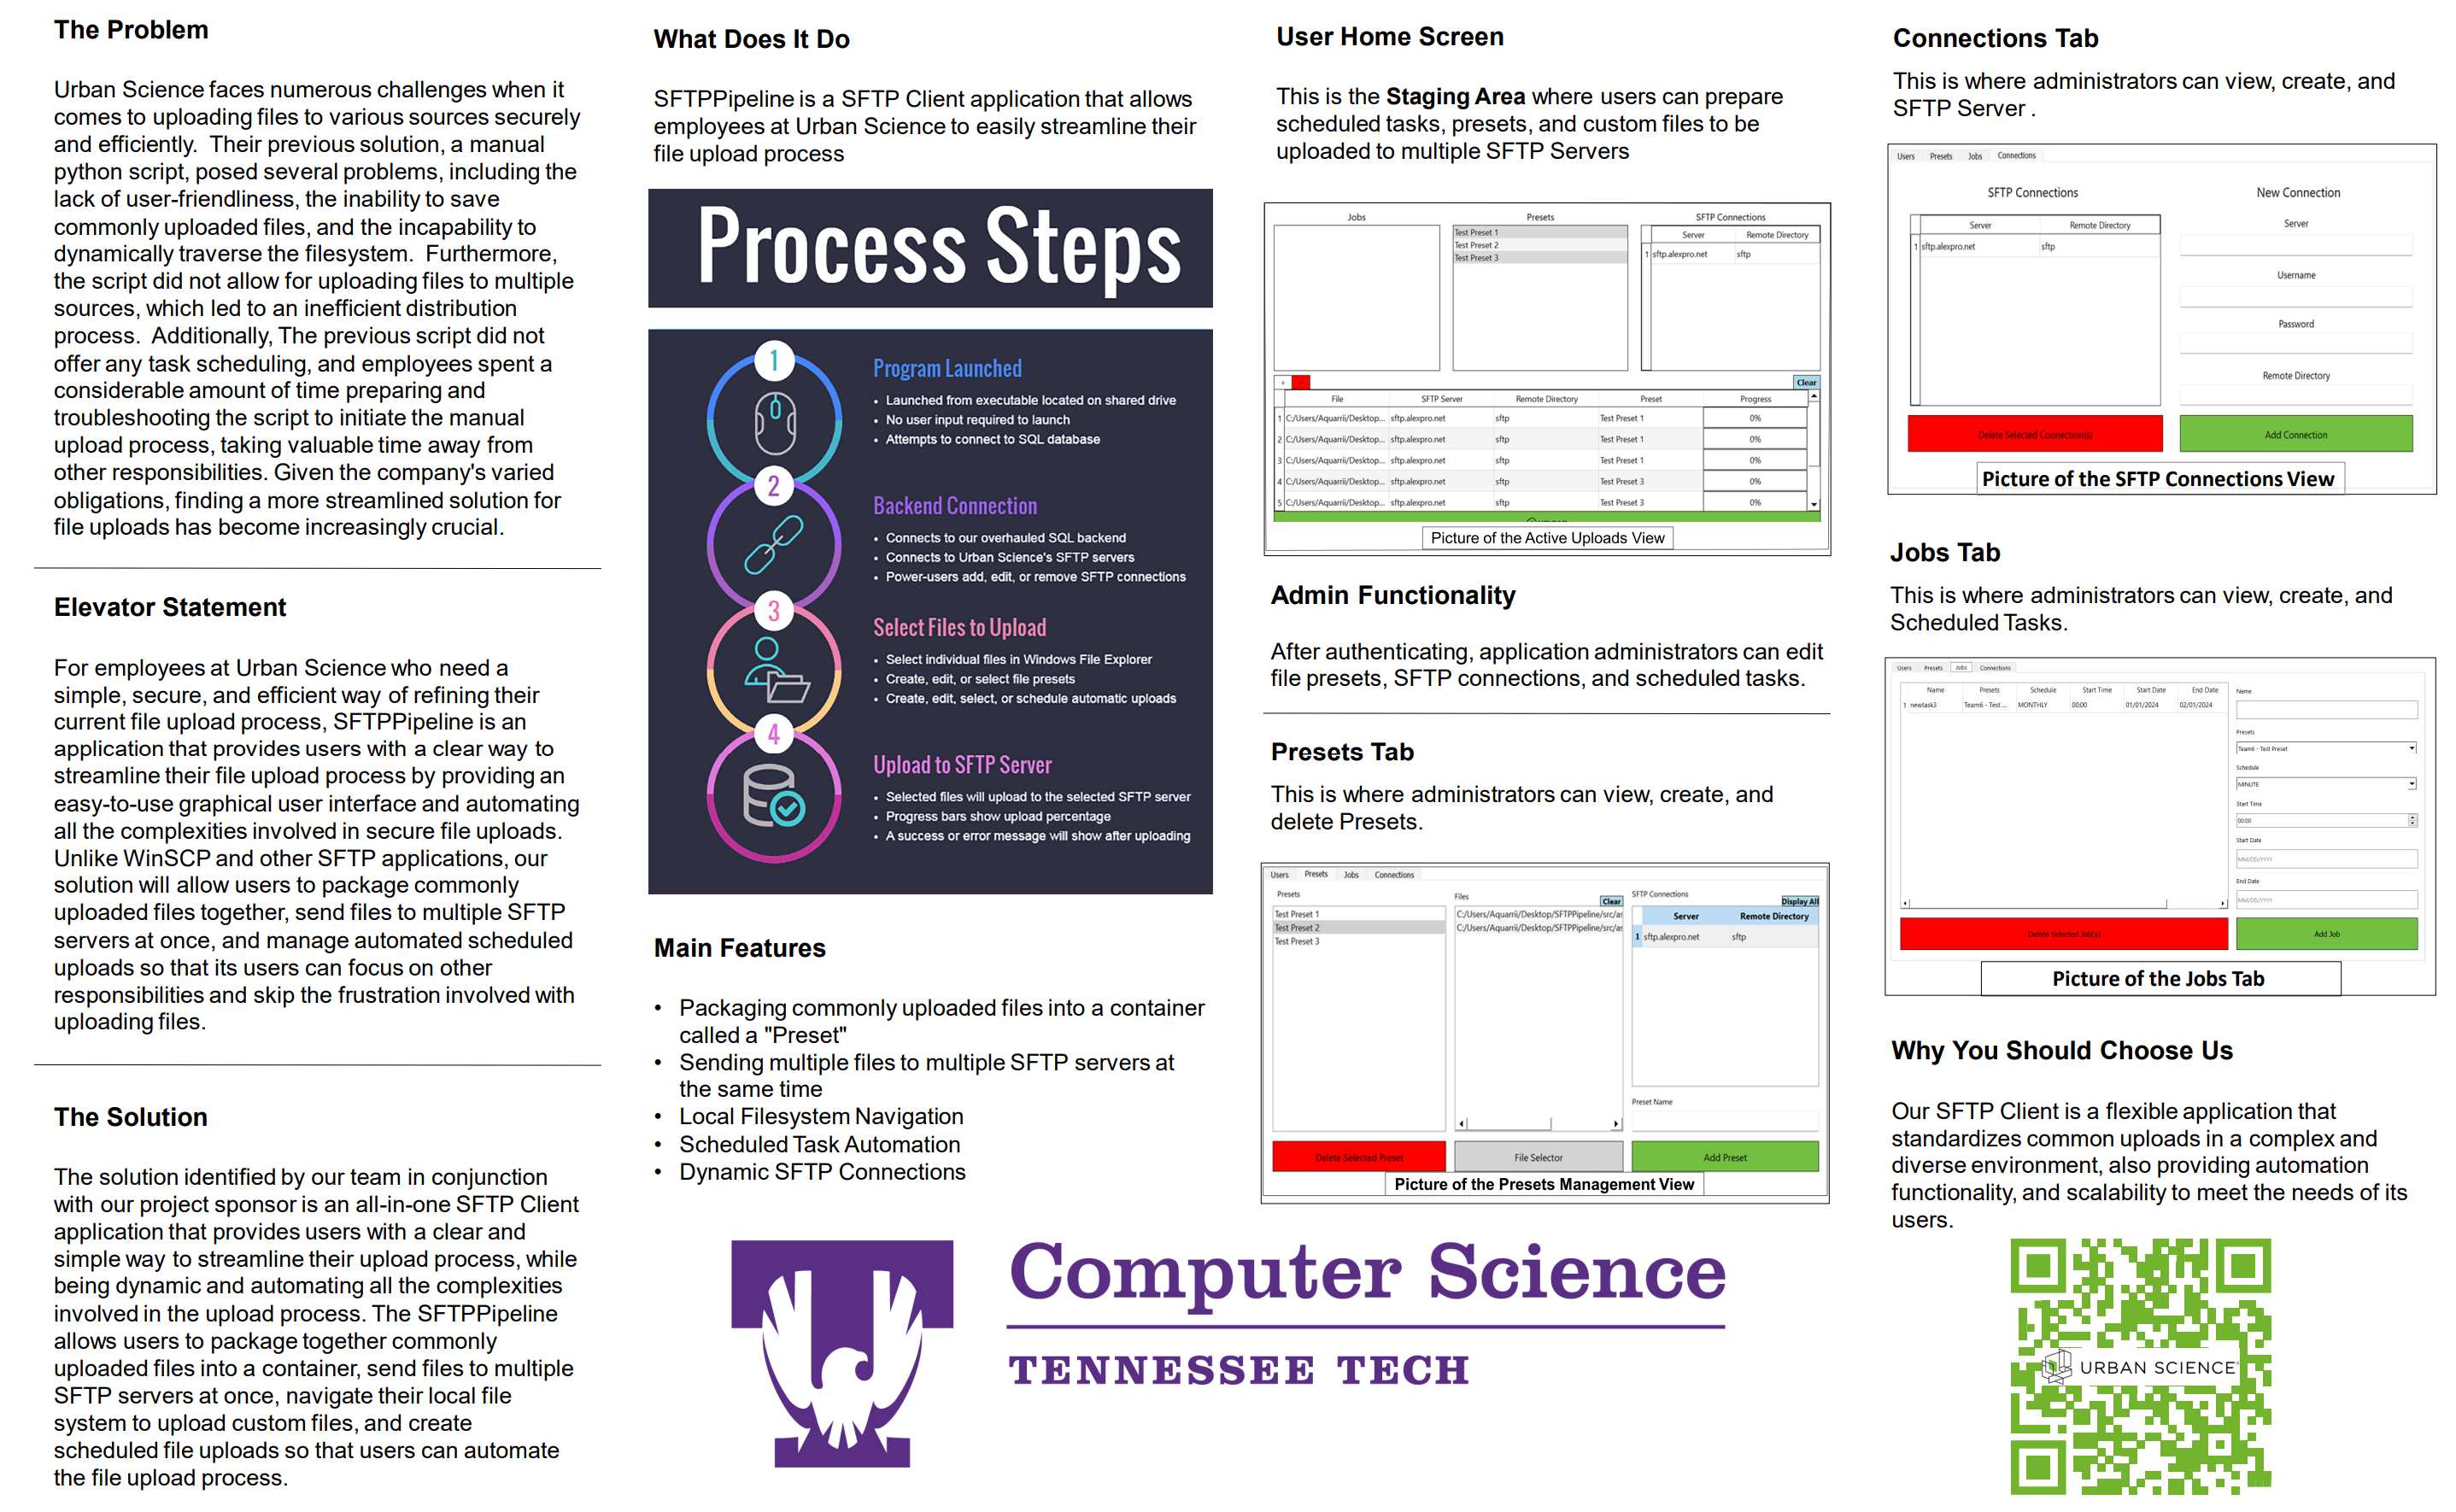 The Problem
Urban Science faces numerous challenges when it
comes to uploading files to various sources securely
and efficiently.  Their previous solution, a manual
python script, posed several problems, including the
lack of user-friendliness, the inability to save
commonly uploaded files, and the incapability to
dynamically traverse the filesystem.  Furthermore,
the script did not allow for uploading files to multiple
sources, which led to an inefficient distribution
process.  Additionally, The previous script did not
offer any task scheduling, and employees spent a
considerable amount of time preparing and
troubleshooting the script to initiate the manual
upload process, taking valuable time away from
other responsibilities. Given the company's varied
obligations, finding a more streamlined solution for
file uploads has become increasingly crucial.
Elevator Statement
For employees at Urban Science who need a
simple, secure, and efficient way of refining their
current file upload process, SFTPPipeline is an
application that provides users with a clear way to
streamline their file upload process by providing an
easy-to-use graphical user interface and automating
all the complexities involved in secure file uploads.
Unlike WinSCP and other SFTP applications, our
solution will allow users to package commonly
uploaded files together, send files to multiple SFTP
servers at once, and manage automated scheduled
uploads so that its users can focus on other
responsibilities and skip the frustration involved with
uploading files.
The Solution
The solution identified by our team in conjunction
with our project sponsor is an all-in-one SFTP Client
application that provides users with a clear and
simple way to streamline their upload process, while
being dynamic and automating all the complexities
involved in the upload process. The SFTPPipeline
allows users to package together commonly
uploaded files into a container, send files to multiple
SFTP servers at once, navigate their local file
system to upload custom files, and create
scheduled file uploads so that users can automate
the file upload process.
What Does It Do
SFTPPipeline is a SFTP Client application that allows
employees at Urban Science to easily streamline their
file upload process
Process Steps
1
Program Launched
• Launched from executable located on shared drive
• No user input required to launch
• Attempts to connect to SQL database
2
Backend Connection
• Connects to our overhauled SQL backend
• Connects to Urban Science's SFTP servers
• Power-users add, edit, or remove SFTP connections
3
Select Files to Upload
• Select individual files in Windows File Explorer
• Create, edit, or select file presets
• Create, edit, select, or schedule automatic uploads
4
Upload to SFTP Server
• Selected files will upload to the selected SFTP server
• Progress bars show upload percentage
• A success or error message will show after uploading
Main Features
• Packaging commonly uploaded files into a container
called a "Preset"
• Sending multiple files to multiple SFTP servers at
the same time
• Local Filesystem Navigation
• Scheduled Task Automation
• Dynamic SFTP Connections
Computer Science
TENNESSEE TECH
User Home Screen
This is the Staging Area where users can prepare
scheduled tasks, presets, and custom files to be
uploaded to multiple SFTP Servers
Jobs Presets SFTP Connections
Test Preset 1
Test Preset 2
Test Preset 3
Server Remote Directory
1 sftp.alexpro.net sftp
+ Clear
File SFTP Server Remote Directory Preset Progress
1 C:/Users/Aquarrii/Desktop... sftp.alexpro.net sftp Test Preset 1 0%
2 C:/Users/Aquarrii/Desktop... sftp.alexpro.net sftp Test Preset 1 0%
3 C:/Users/Aquarrii/Desktop... sftp.alexpro.net sftp Test Preset 1 0%
4 C:/Users/Aquarrii/Desktop... sftp.alexpro.net sftp Test Preset 3 0%
5 C:/Users/Aquarrii/Desktop... sftp.alexpro.net sftp Test Preset 3 0%
Picture of the Active Uploads View
Admin Functionality
After authenticating, application administrators can edit
file presets, SFTP connections, and scheduled tasks.
Presets Tab
This is where administrators can view, create, and
delete Presets.
Users Presets Jobs Connections
Presets Files Clear SFTP Connections Display All
Test Preset 1
Test Preset 2
Test Preset 3
C:/Users/Aquarrii/Desktop/SFTPPipeline/src/as
C:/Users/Aquarrii/Desktop/SFTPPipeline/src/as
Server Remote Directory
1 sftp.alexpro.net sftp
Preset Name
Delete Selected Preset File Selector Add Preset
Picture of the Presets Management View
Connections Tab
This is where administrators can view, create, and
SFTP Server .
Users Presets Jobs Connections
SFTP Connections New Connection
Server Remote Directory
1 sftp.alexpro.net sftp
Server
Username
Password
Remote Directory
Delete Selected Connection(s) Add Connection
Picture of the SFTP Connections View
Jobs Tab
This is where administrators can view, create, and
Scheduled Tasks.
Users Presets Jobs Connections
Name Presets Schedule Start Time Start Date End Date
1 newtask3 Team6 - Test ... MONTHLY 00:00 01/01/2024 02/01/2024
Name
Presets
Team6 - Test Preset
Schedule
MINUTE
Start Time
00:00
Start Date
MM/DD/YYYY
End Date
MM/DD/YYYY
Delete Selected Job(s) Add Job
Picture of the Jobs Tab
Why You Should Choose Us
Our SFTP Client is a flexible application that
standardizes common uploads in a complex and
diverse environment, also providing automation
functionality, and scalability to meet the needs of its
users.
URBAN SCIENCE